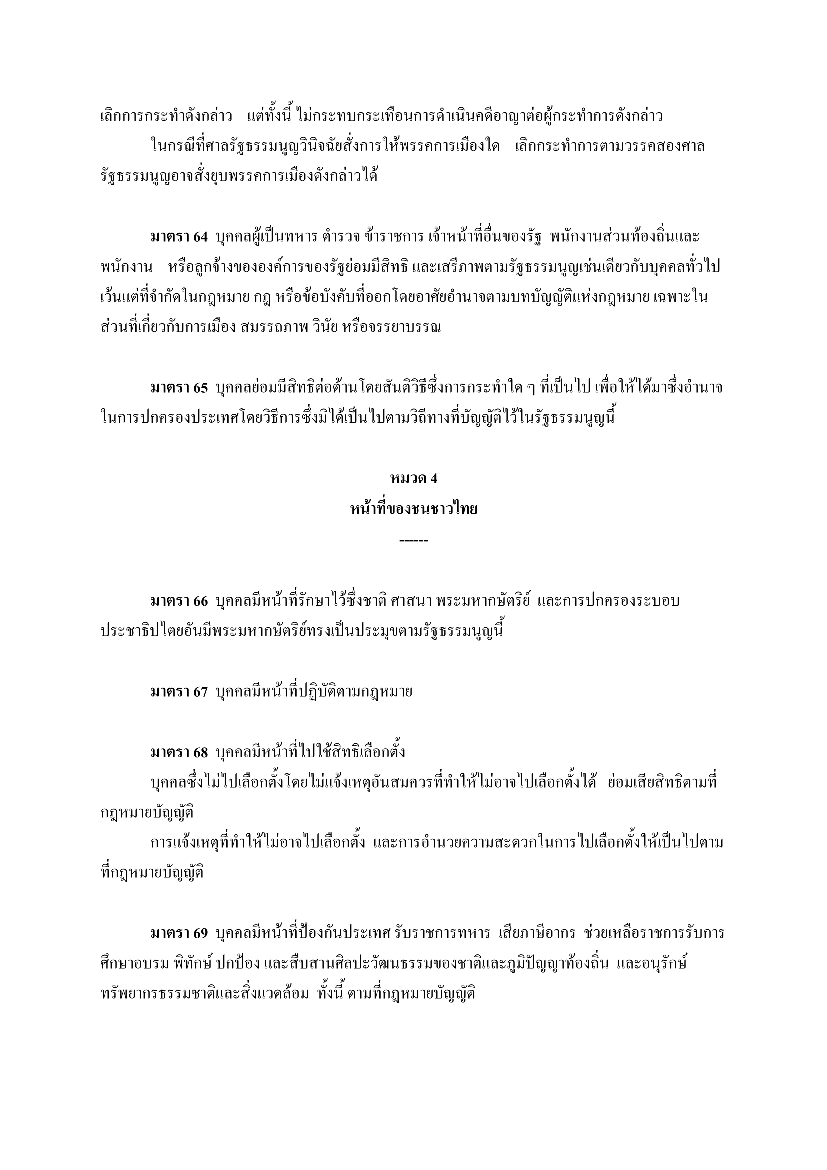 เลิกการกระทำดังกล่าว แต่ทั้งนี้ ไม่กระทบกระเทือนการดำเนินคดีอาญาต่อผู้กระทำการดังกล่าว
ในกรณีที่ศาลรัฐธรรมนูญวินิจฉัยสั่งการให้พรรคการเมืองใด เลิกกระทำการตามวรรคสองศาล
รัฐธรรมนูญอาจสั่งยุบพรรคการเมืองดังกล่าวได้
มาตรา 64 บุคคลผู้เป็นทหาร ตำรวจ ข้าราชการ เจ้าหน้าที่อื่นของรัฐ พนักงานส่วนท้องถิ่นและ
พนักงาน หรือลูกจ้างขององค์การของรัฐย่อมมีสิทธิ และเสรีภาพตามรัฐธรรมนูญเช่นเดียวกับบุคคลทั่วไป
เว้นแต่ที่จำกัดในกฎหมาย กฎ หรือข้อบังคับที่ออกโดยอาศัยอำนาจตามบทบัญญัติแห่งกฎหมาย เฉพาะใน
ส่วนที่เกี่ยวกับการเมือง สมรรถภาพ วินัย หรือจรรยาบรรณ
มาตรา 65 บุคคลย่อมมีสิทธิต่อต้านโดยสันติวิธีซึ่งการกระทำใด ๆ ที่เป็นไป เพื่อให้ได้มาซึ่งอำนาจ
ในการปกครองประเทศโดยวิธีการซึ่งมิได้เป็นไปตามวิถีทางที่บัญญัติไว้ในรัฐธรรมนูญนี้
หมวด 4
หน้าที่ของชนชาวไทย
------
มาตรา 66 บุคคลมีหน้าที่รักษาไว้ซึ่งชาติ ศาสนา พระมหากษัตริย์ และการปกครองระบอบ
ประชาธิปไตยอันมีพระมหากษัตริย์ทรงเป็นประมุขตามรัฐธรรมนูญนี้
มาตรา 67 บุคคลมีหน้าที่ปฏิบัติตามกฎหมาย
มาตรา 68 บุคคลมีหน้าที่ไปใช้สิทธิเลือกตั้ง
บุคคลซึ่งไม่ไปเลือกตั้งโดยไม่แจ้งเหตุอันสมควรที่ทำให้ไม่อาจไปเลือกตั้งได้ ย่อมเสียสิทธิตามที่
กฎหมายบัญญัติ
การแจ้งเหตุที่ทำให้ไม่อาจไปเลือกตั้ง และการอำนวยความสะดวกในการไปเลือกตั้งให้เป็นไปตาม
ที่กฎหมายบัญญัติ
มาตรา 69 บุคคลมีหน้าที่ป้องกันประเทศ รับราชการทหาร เสียภาษีอากร ช่วยเหลือราชการรับการ
ศึกษาอบรม พิทักษ์ ปกป้อง และสืบสานศิลปะวัฒนธรรมของชาติและภูมิปัญญาท้องถิ่น และอนุรักษ์
ทรัพยากรธรรมชาติและสิ่งแวดล้อม ทั้งนี้ ตามที่กฎหมายบัญญัติ